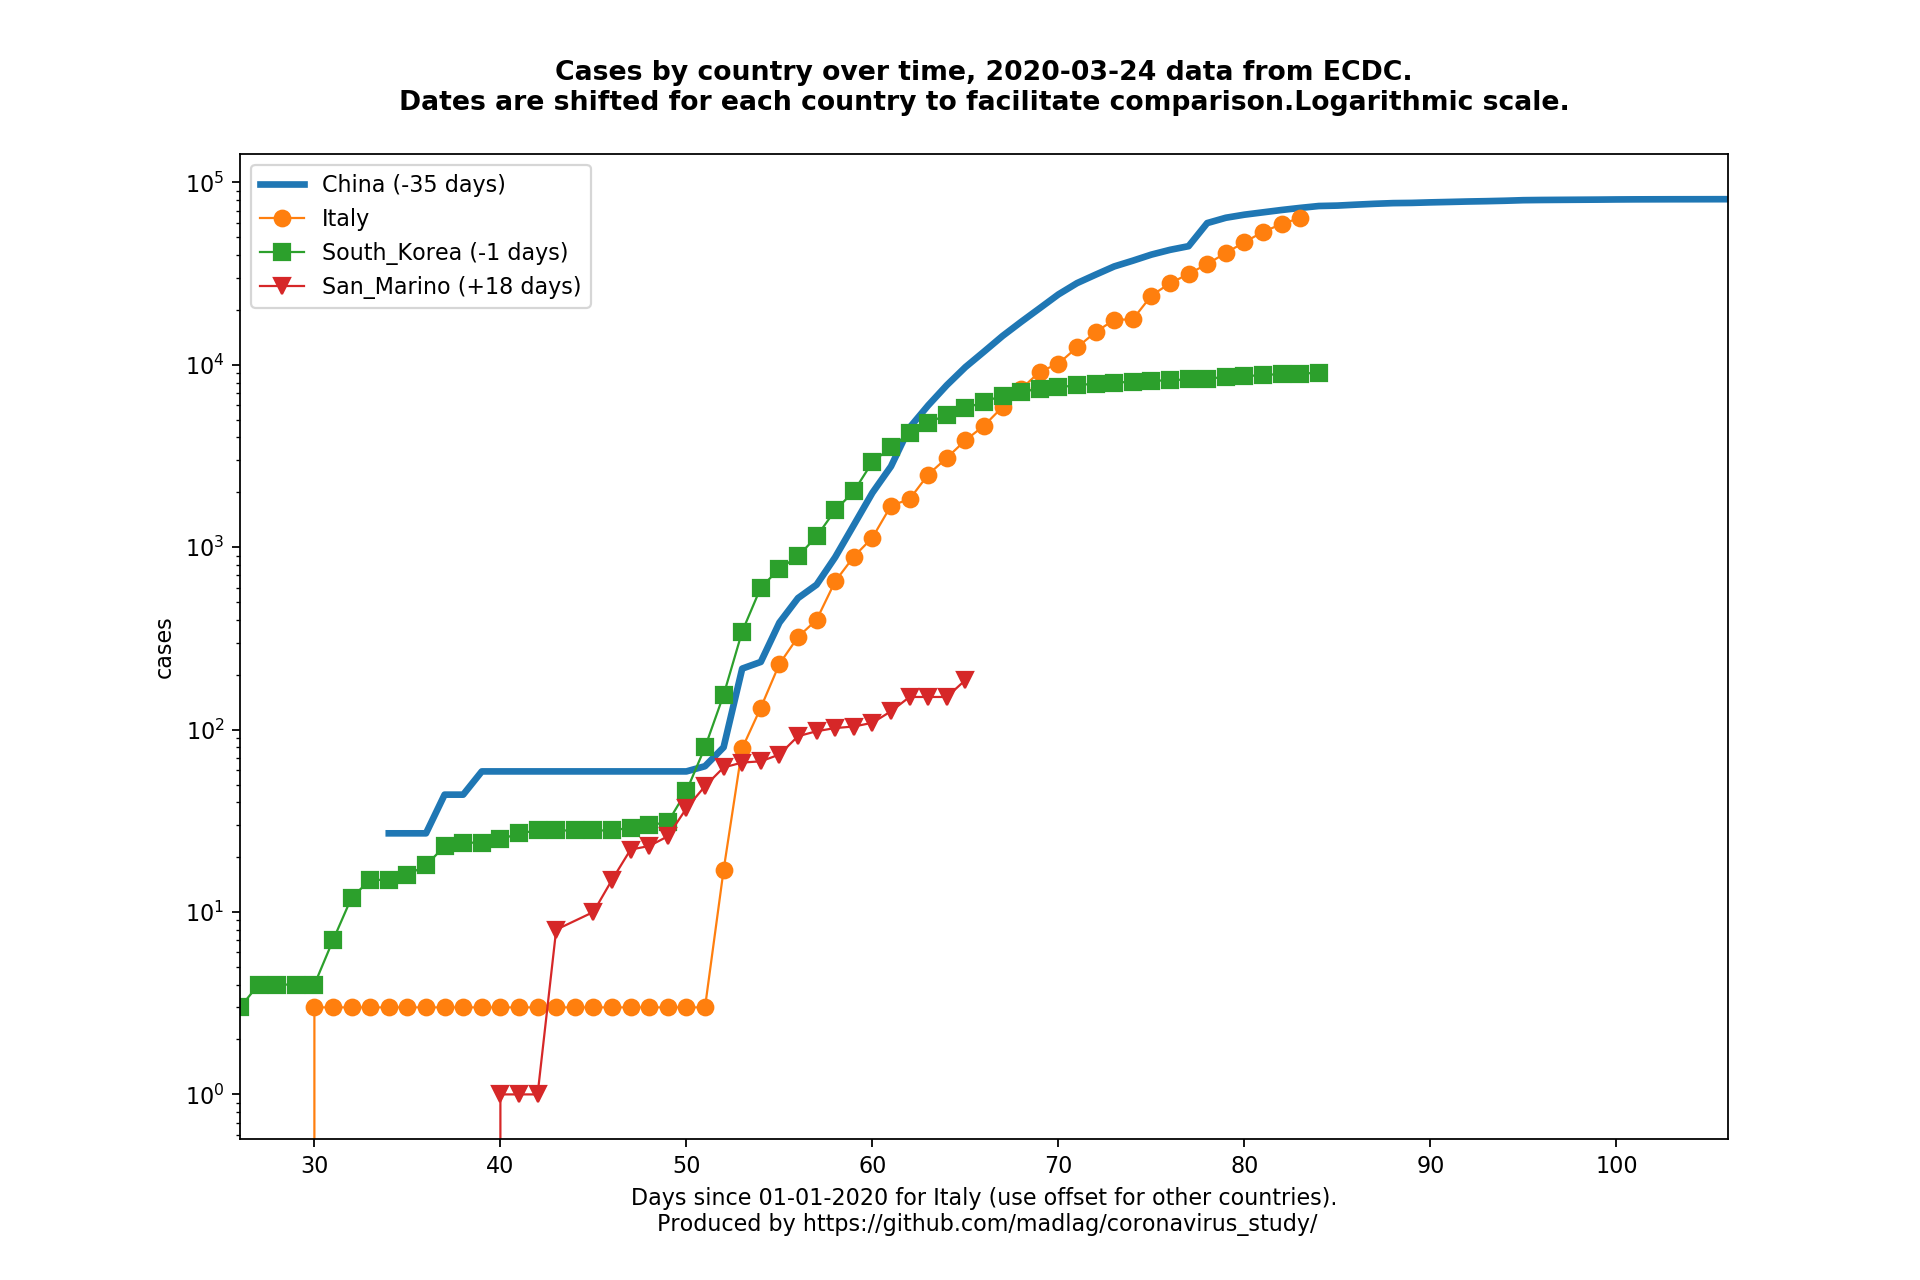 Cases by country over time, 2020-03-24 data from ECDC.
Dates are shifted for each country to facilitate comparison.Logarithmic scale.
China (-35 days)
Italy
South_Korea (-1 days)
San_Marino (+18 days)
10^5
10^4
10^3
10^2
10^1
10^0
cases
30 40 50 60 70 80 90 100
Days since 01-01-2020 for Italy (use offset for other countries).
Produced by https://github.com/madlag/coronavirus_study/